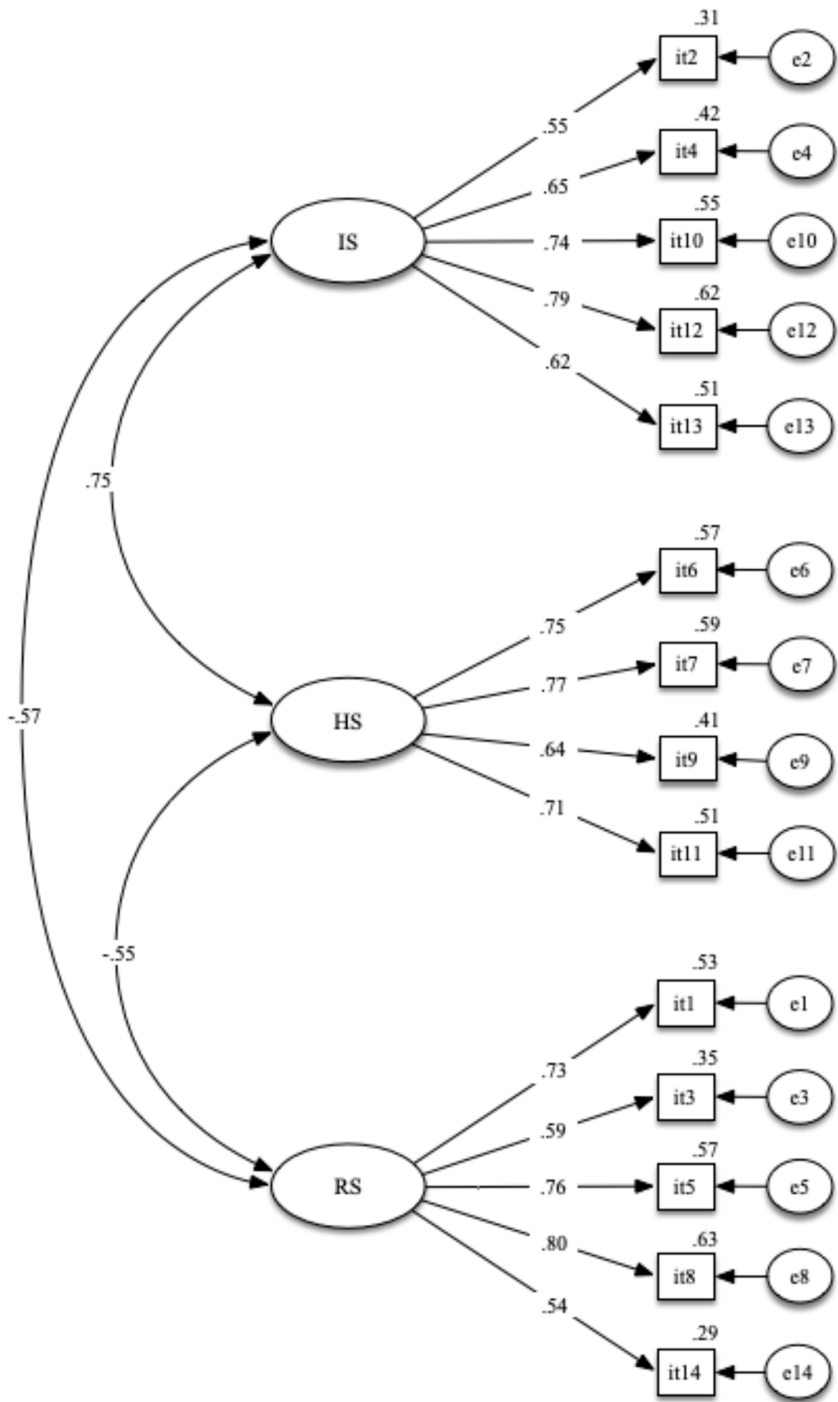 .31
it2 e2
.55
.42
it4 e4
.65
.55
IS .74 it10 e10
.79
.62
it12 e12
.62
.51
it13 e13
.75
.57
it6 e6
.75
.59
it7 e7
.77
-.57
HS
.64
.41
it9 e9
.71
.51
it11 e11
-.55
.53
it1 e1
.73
.35
it3 e3
.59
.57
RS .76 it5 e5
.80
.63
it8 e8
.54
.29
it14 e14